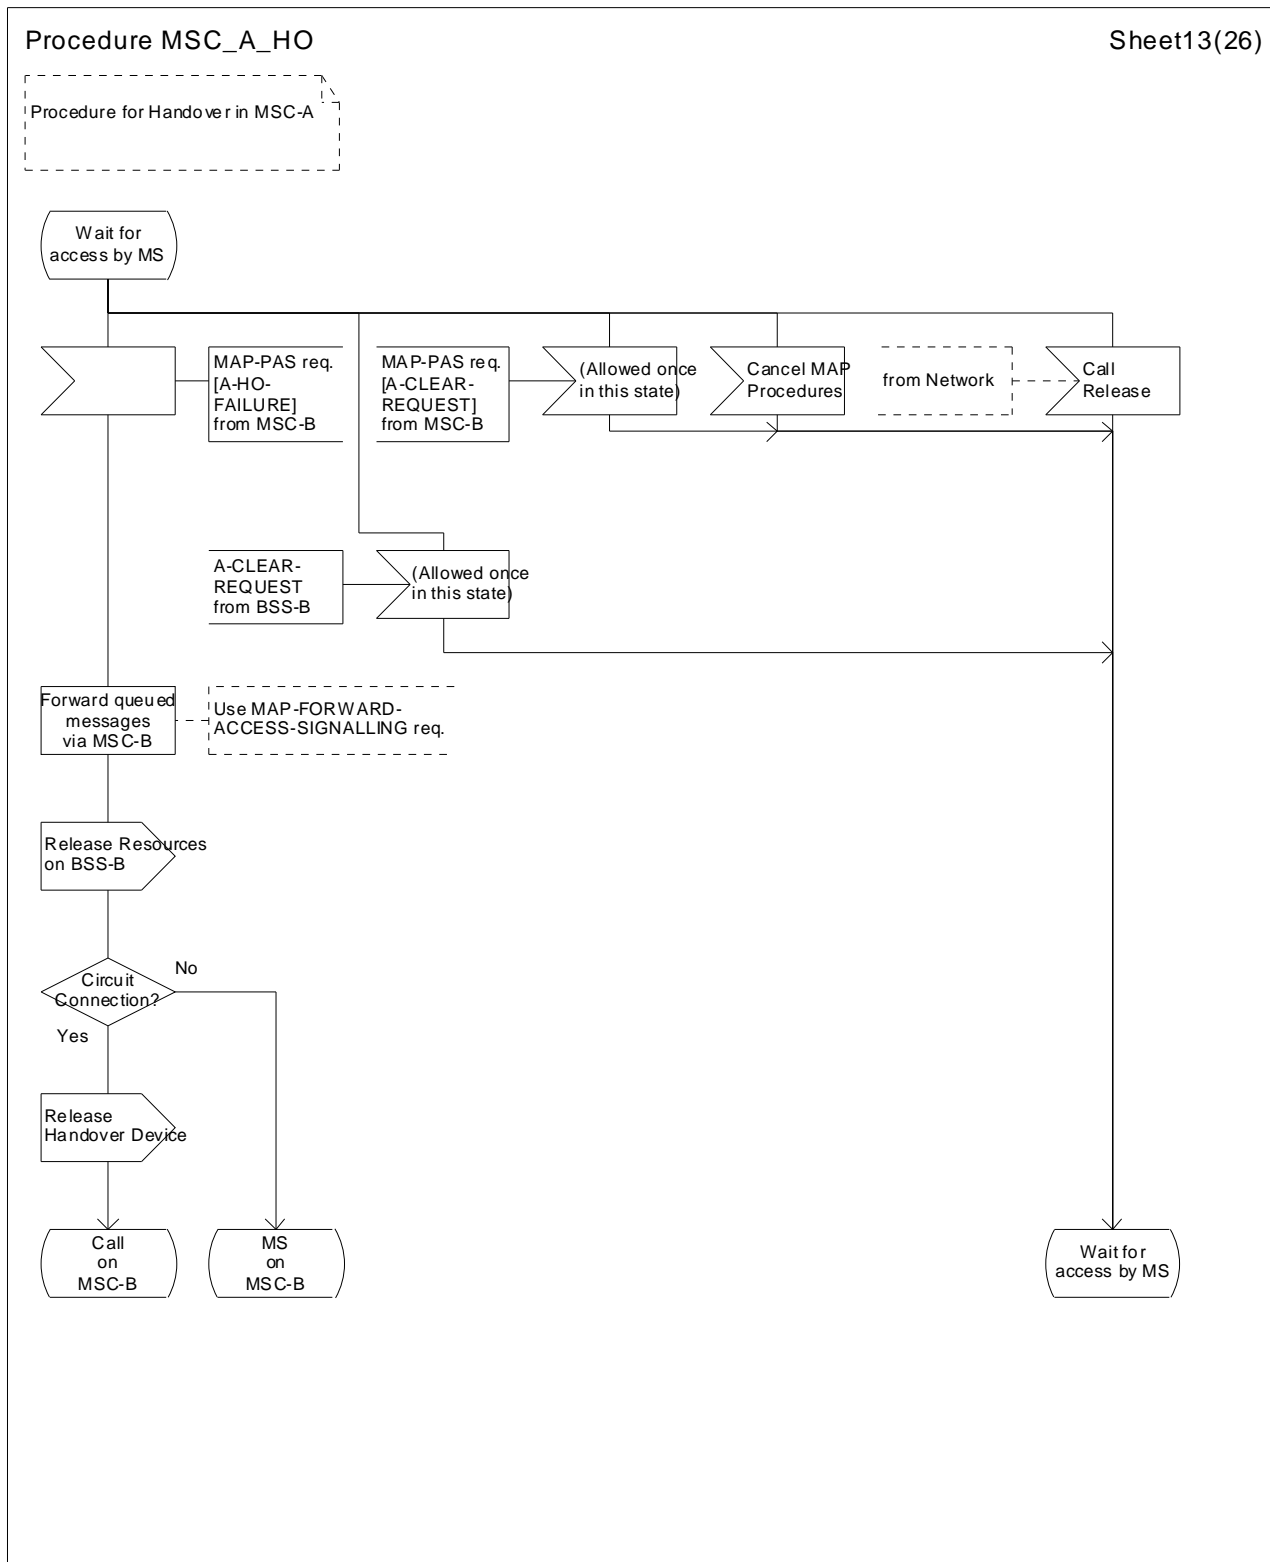 Procedure MSC_A_HO
Sheet13(26)
Procedure for Handover in MSC-A
Wait for
access by MS
MAP-PAS req.
[A-HO-
FAILURE]
from MSC-B
MAP-PAS req.
[A-CLEAR-
REQUEST]
from MSC-B
(Allowed once
in this state)
Cancel MAP
Procedures
from Network
Call
Release
A-CLEAR-
REQUEST
from BSS-B
(Allowed once
in this state)
Forward queued
messages
via MSC-B
Use MAP-FORWARD-
ACCESS-SIGNALLING req.
Release Resources
on BSS-B
Circuit
Connection?
No
Yes
Release
Handover Device
Call
on
MSC-B
MS
on
MSC-B
Wait for
access by MS